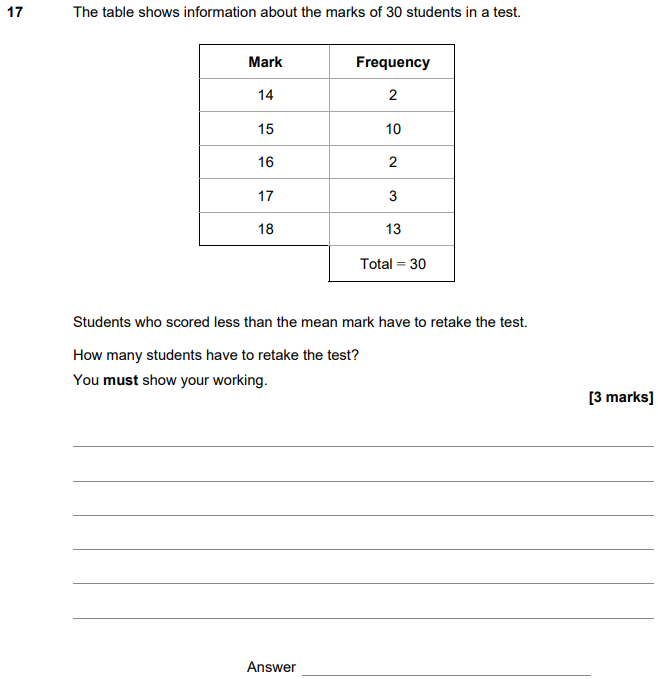 17 The table shows information about the marks of 30 students in a test.
Mark Frequency
14 2
15 10
16 2
17 3
18 13
Total = 30
Students who scored less than the mean mark have to retake the test.
How many students have to retake the test?
You must show your working.
[3 marks]
Answer